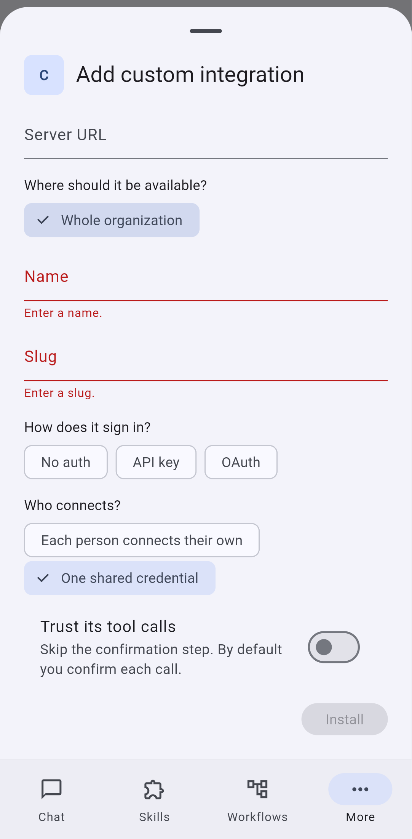 C
Add custom integration
Server URL
Where should it be available?
Whole organization
Name
Enter a name.
Slug
Enter a slug.
How does it sign in?
No auth
API key
OAuth
Who connects?
Each person connects their own
One shared credential
Trust its tool calls
Skip the confirmation step. By default
you confirm each call.
Install
Chat
Skills
Workflows
More